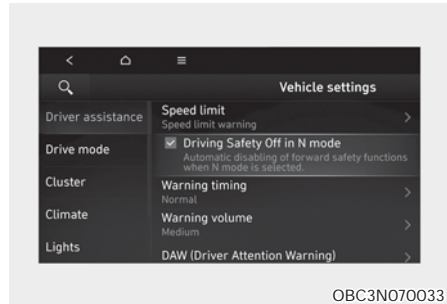 Vehicle settings
Driver assistance
Drive mode
Cluster
Climate
Lights
Speed limit
Speed limit warning
Driving Safety Off in N mode
Automatic disabling of forward safety functions
when N mode is selected.
Warning timing
Normal
Warning volume
Medium
DAW (Driver Attention Warning)
OBC3N070033